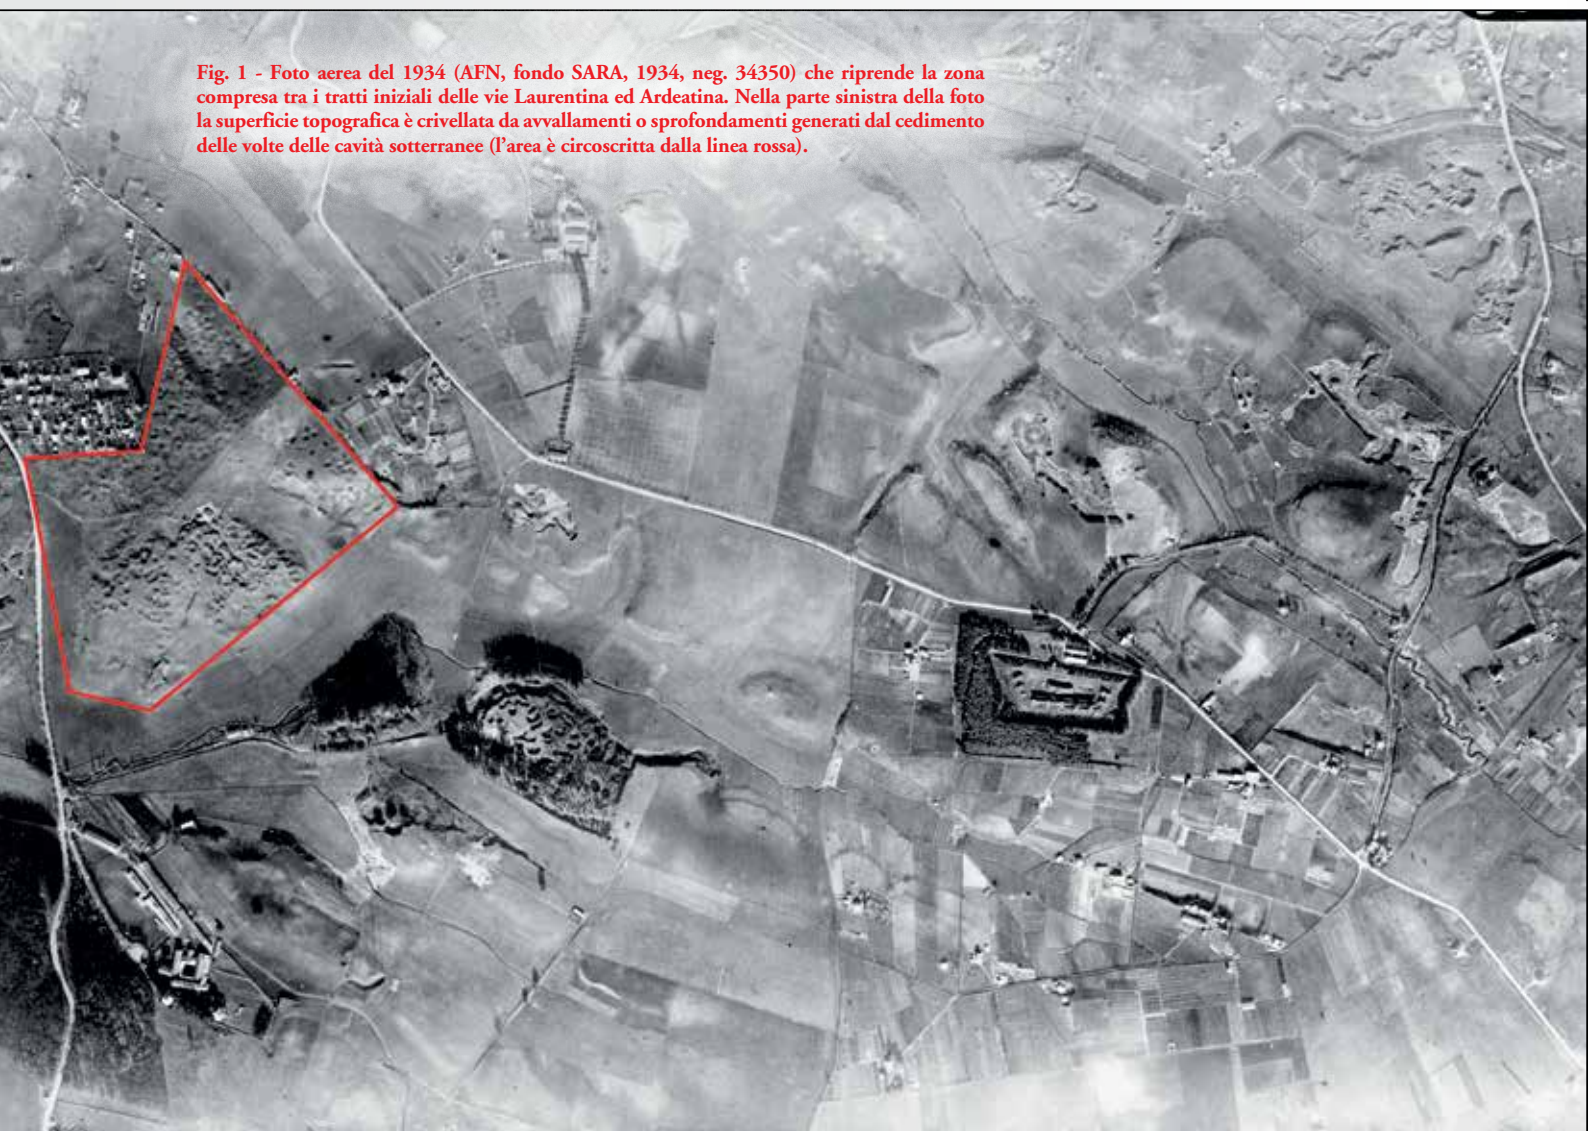 Fig. 1 - Foto aerea del 1934 (AFN, fondo SARA, 1934, neg. 34350) che riprende la zona
compresa tra i tratti iniziali delle vie Laurentina ed Ardeatina. Nella parte sinistra della foto
la superficie topografica è crivellata da avvallamenti o sprofondamenti generati dal cedimento
delle volte delle cavità sotterranee (l'area è circoscritta dalla linea rossa).